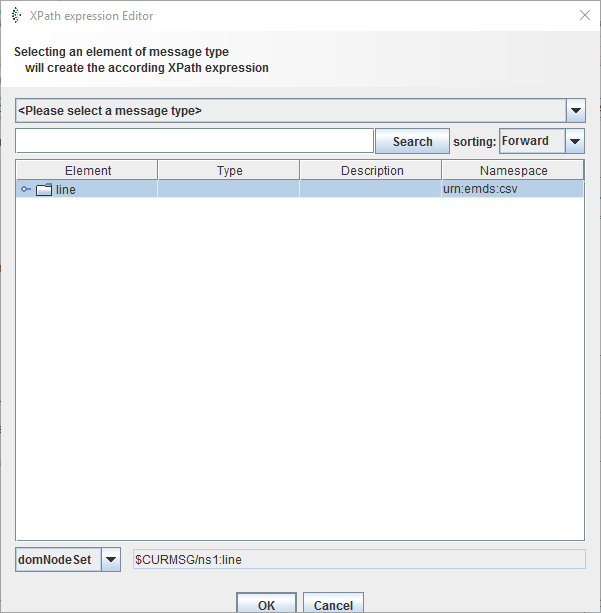 XPath expression Editor
Selecting an element of message type
will create the according XPath expression
<Please select a message type>
Search sorting: Forward
Element Type Description Namespace
line urn:emds:csv
domNodeSet $CURMSG/ns1:line
OK Cancel